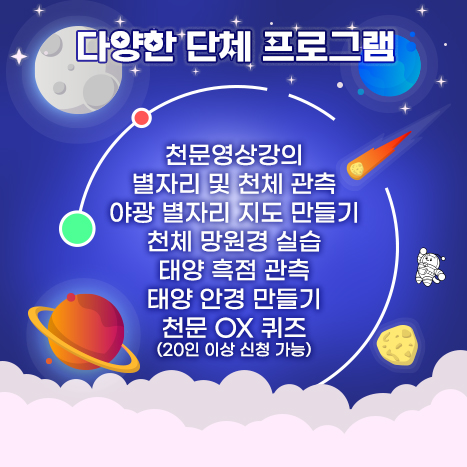 다양한 단체 프로그램
천문영상강의
별자리 및 천체 관측
야광 별자리 지도 만들기
천체 망원경 실습
태양 흑점 관측
태양 안경 만들기
천문 OX 퀴즈
(20인 이상 신청 가능)